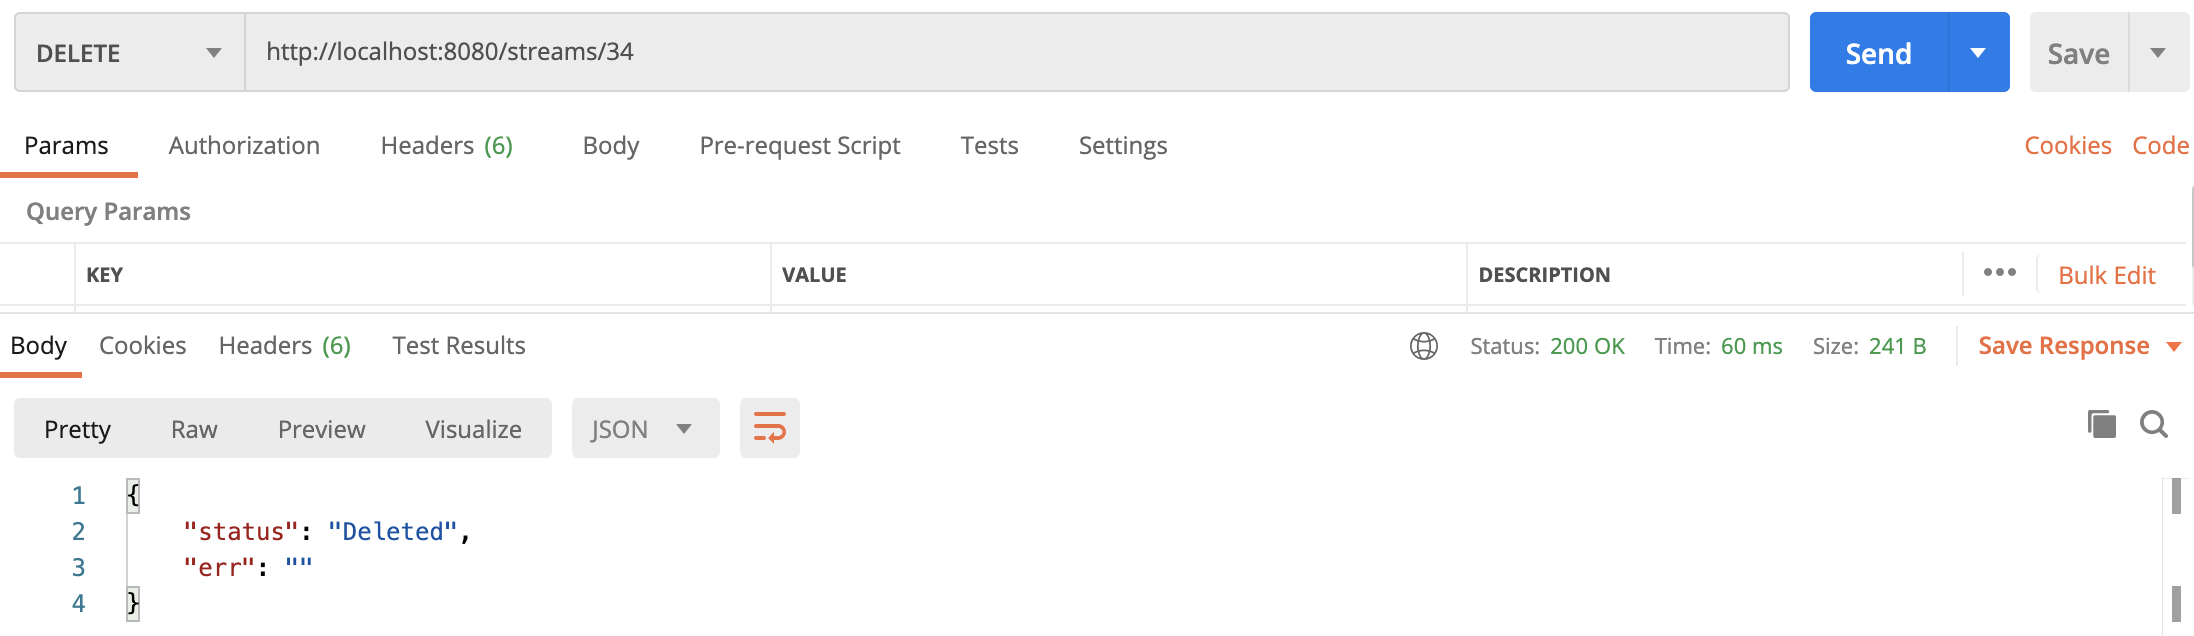 DELETE http://localhost:8080/streams/34 Send Save
Params Authorization Headers (6) Body Pre-request Script Tests Settings Cookies Code
Query Params
KEY VALUE DESCRIPTION ••• Bulk Edit
Body Cookies Headers (6) Test Results Status: 200 OK Time: 60 ms Size: 241 B Save Response
Pretty Raw Preview Visualize JSON
1 {
2 "status": "Deleted",
3 "err": ""
4 }